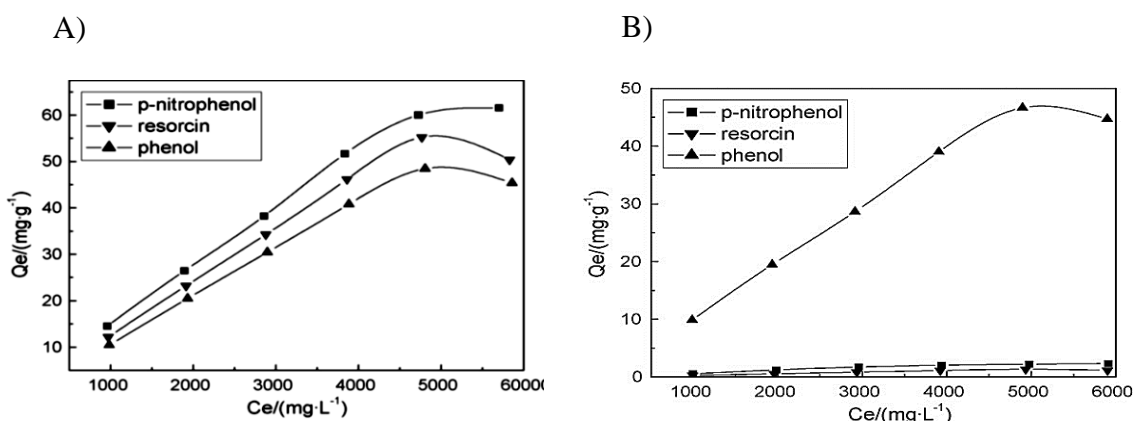 A)
p-nitrophenol
resorcin
phenol
Qe/(mg·g⁻¹)
60
50
40
30
20
10
1000 2000 3000 4000 5000 60000
Ce/(mg·L⁻¹)
B)
p-nitrophenol
resorcin
phenol
Qe/(mg·g⁻¹)
50
40
30
20
10
0
1000 2000 3000 4000 5000 6000
Ce/(mg·L⁻¹)